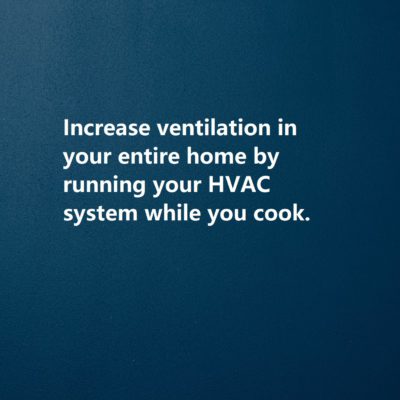 Increase ventilation in
your entire home by
running your HVAC
system while you cook.